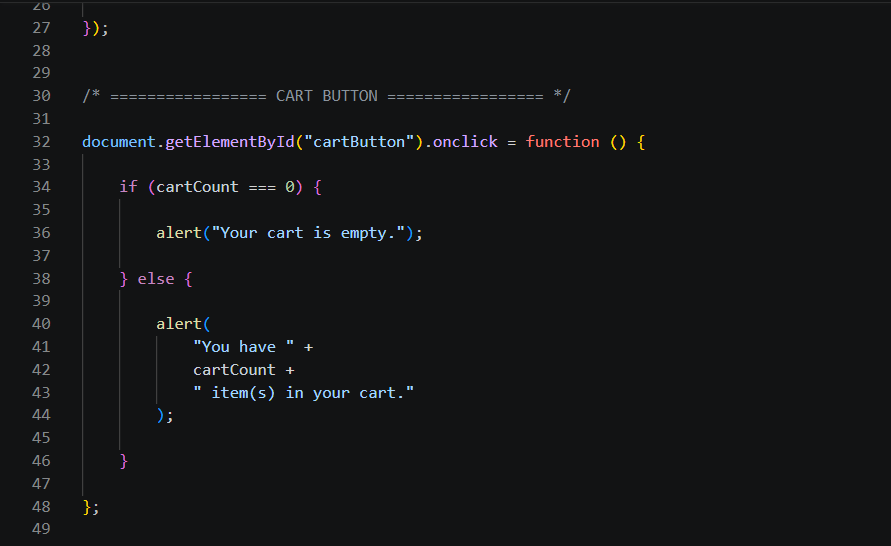 26
27 });
28
29
30 /* ================= CART BUTTON ================= */
31
32 document.getElementById("cartButton").onclick = function () {
33
34     if (cartCount === 0) {
35
36         alert("Your cart is empty.");
37
38     } else {
39
40         alert(
41             "You have " +
42             cartCount +
43             " item(s) in your cart."
44         );
45
46     }
47
48 };
49